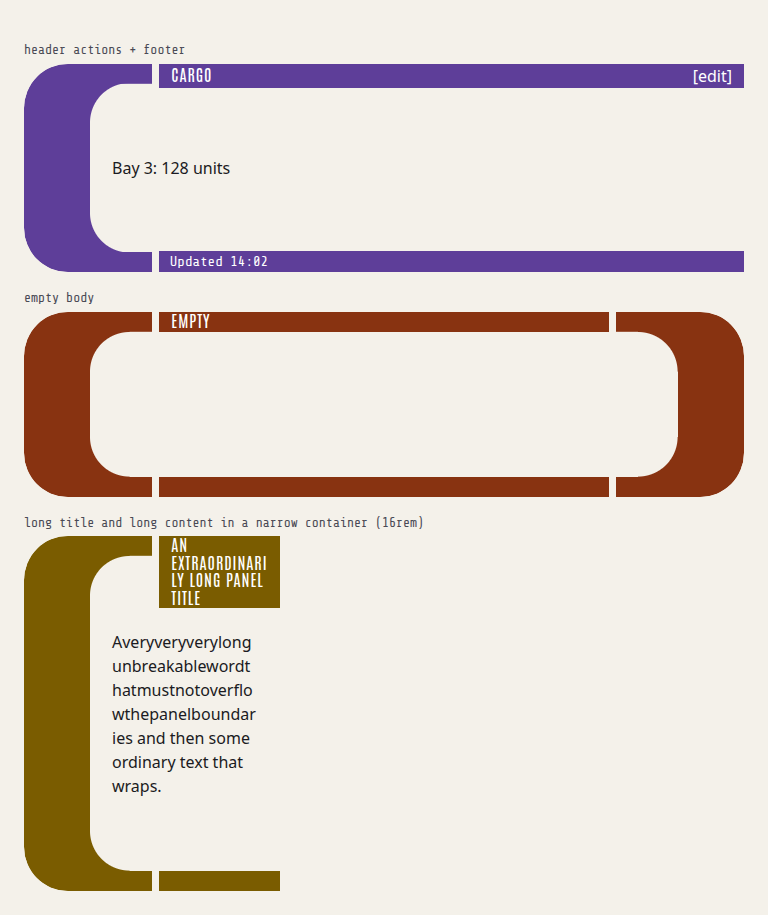 header actions + footer
CARGO [edit]
Bay 3: 128 units
Updated 14:02
empty body
EMPTY
long title and long content in a narrow container (16rem)
AN
EXTRAORDINARI
LY LONG PANEL
TITLE
Averyveryverylong
unbreakablewordt
hatmustnotoverflo
wthepanelboundar
ies and then some
ordinary text that
wraps.